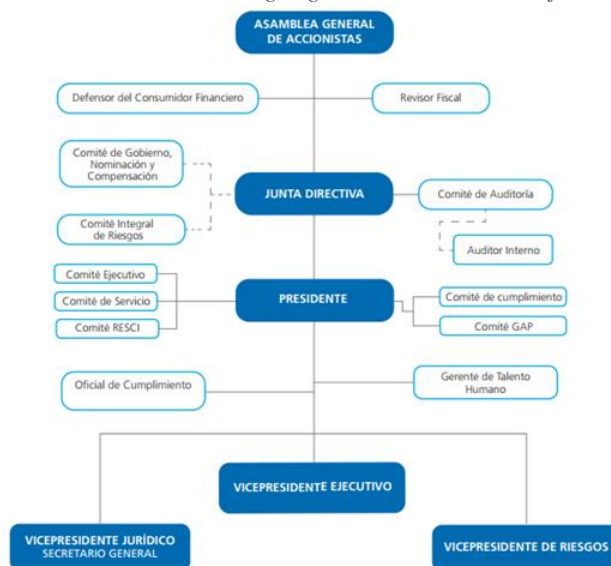 ASAMBLEA GENERAL
DE ACCIONISTAS
Defensor del Consumidor Financiero
Revisor Fiscal
Comité de Gobierno,
Nominación y
Compensación
JUNTA DIRECTIVA
Comité de Auditoría
Comité Integral
de Riesgos
Auditor Interno
Comité Ejecutivo
Comité de Servicio
Comité RESCI
PRESIDENTE
Comité de cumplimiento
Comité GAP
Oficial de Cumplimiento
Gerente de Talento
Humano
VICEPRESIDENTE EJECUTIVO
VICEPRESIDENTE JURÍDICO
SECRETARIO GENERAL
VICEPRESIDENTE DE RIESGOS